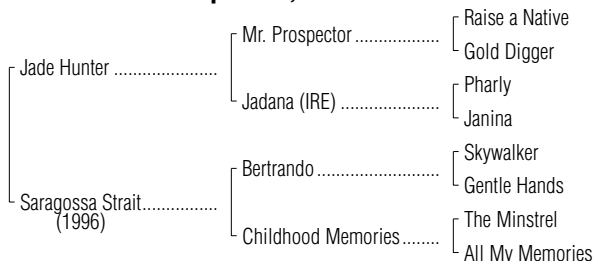 Raise a Native
Mr. Prospector ....................
Gold Digger
Jade Hunter ......................
Pharly
Jadana (IRE) .......................
Janina
Skywalker
Bertrando ............................
Gentle Hands
Saragossa Strait................
(1996)
The Minstrel
Childhood Memories........
All My Memories